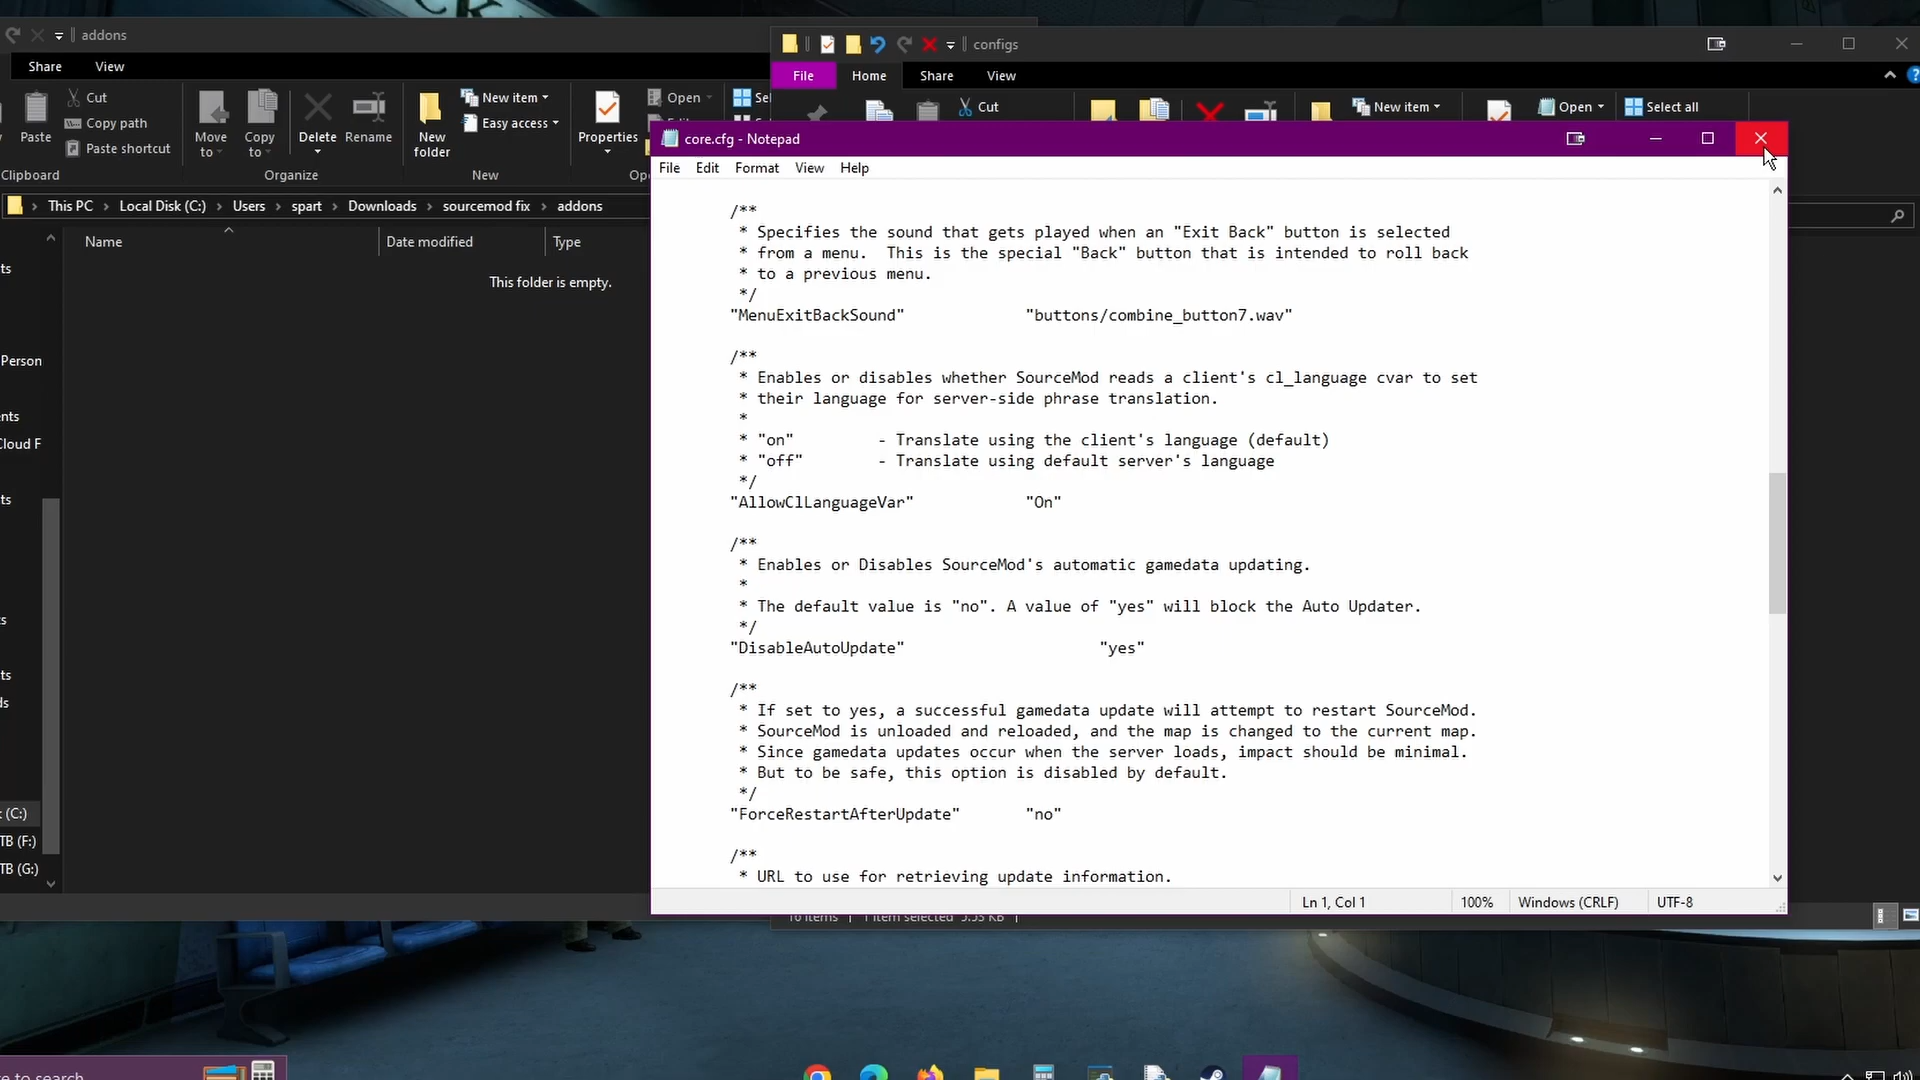 addons
Share View
Cut
Copy path
Paste shortcut
Paste
Move to
Copy to
Delete
Rename
New folder
New item
Easy access
Properties
Open
Clipboard
Organize
New
This PC Local Disk (C:) Users spart Downloads sourcemod fix addons
Name Date modified Type
This folder is empty.
Person
Cloud F
(C:)
TB (F:)
TB (G:)
configs
File Home Share View
Cut
New item
Open
Select all
core.cfg - Notepad
File Edit Format View Help
/**
* Specifies the sound that gets played when an "Exit Back" button is selected
* from a menu.  This is the special "Back" button that is intended to roll back
* to a previous menu.
*/
"MenuExitBackSound" "buttons/combine_button7.wav"
/**
* Enables or disables whether SourceMod reads a client's cl_language cvar to set
* their language for server-side phrase translation.
*
* "on" - Translate using the client's language (default)
* "off" - Translate using default server's language
*/
"AllowClLanguageVar" "On"
/**
* Enables or Disables SourceMod's automatic gamedata updating.
*
* The default value is "no". A value of "yes" will block the Auto Updater.
*/
"DisableAutoUpdate" "yes"
/**
* If set to yes, a successful gamedata update will attempt to restart SourceMod.
* SourceMod is unloaded and reloaded, and the map is changed to the current map.
* Since gamedata updates occur when the server loads, impact should be minimal.
* But to be safe, this option is disabled by default.
*/
"ForceRestartAfterUpdate" "no"
/**
* URL to use for retrieving update information.
Ln 1, Col 1 100% Windows (CRLF) UTF-8
16 items 1 item selected 5.53 KB
to search